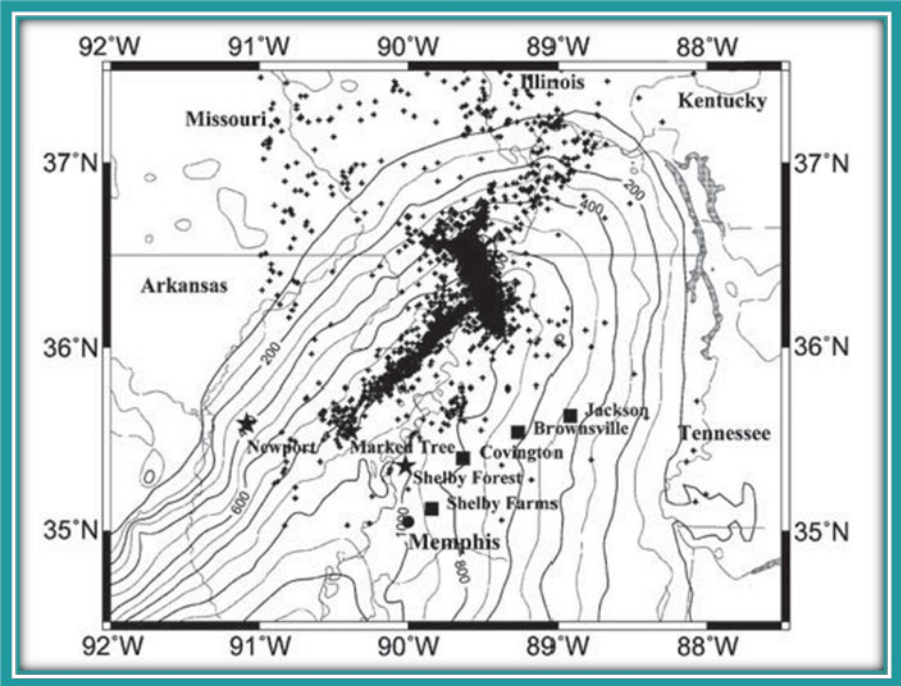 92°W 91°W 90°W 89°W 88°W
Illinois
Kentucky
Missouri
37°N 37°N
200
400
Arkansas
36°N 36°N
200
Jackson
Brownsville
Tennessee
Newport Marked Tree Covington
Shelby Forest
600
Shelby Farms
35°N 35°N
1000
Memphis
800
92°W 91°W 90°W 89°W 88°W